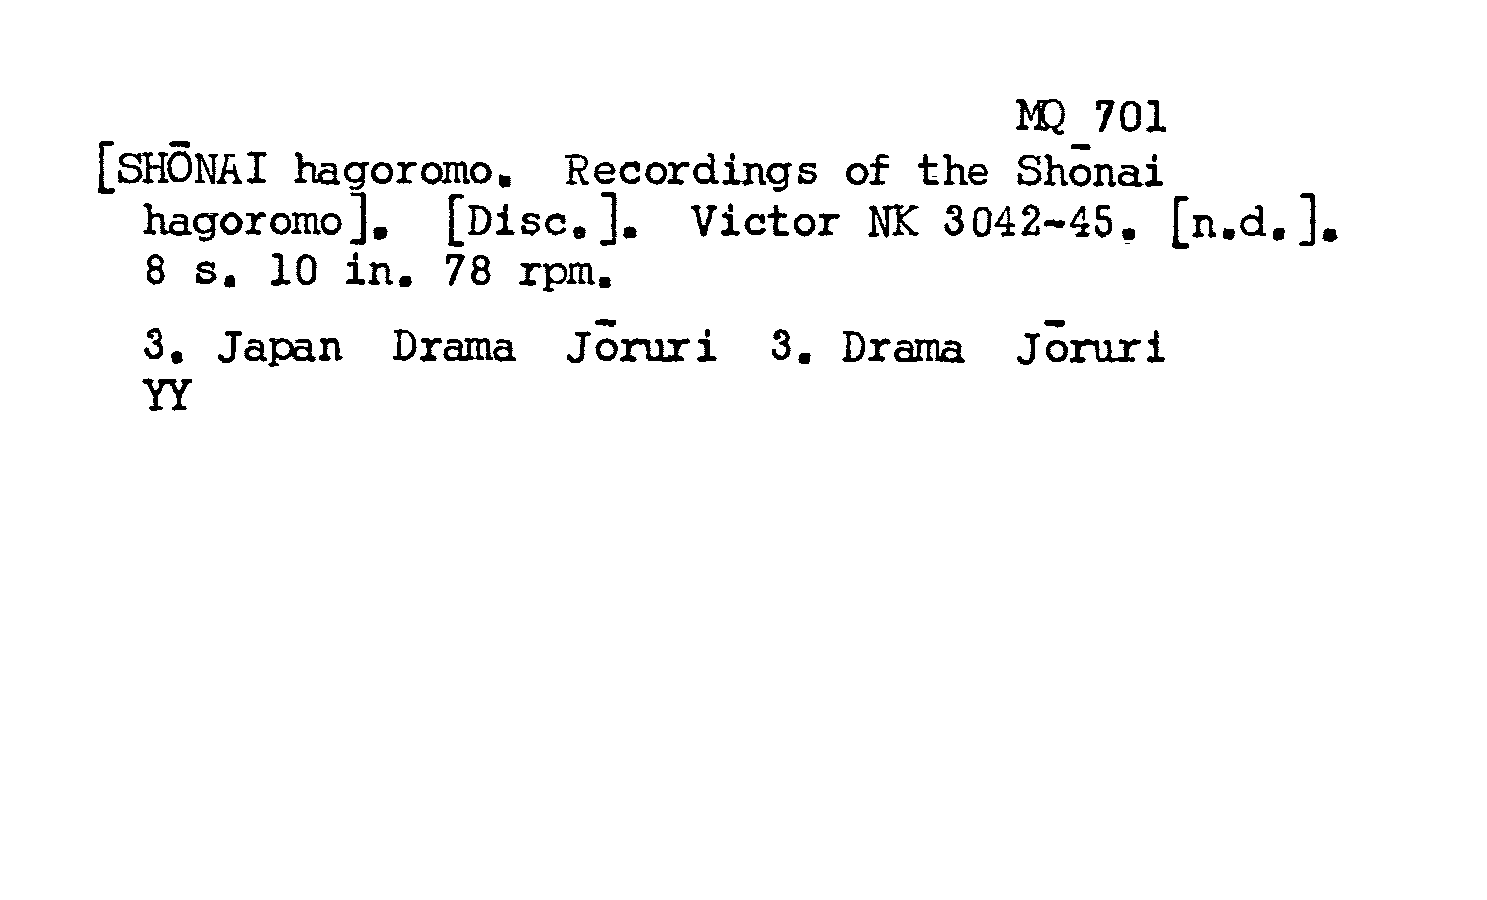 MQ 701
[SHŌNAI hagoromo. Recordings of the Shōnai
hagoromo]. [Disc.]. Victor NK 3042-45. [n.d.].
8 s. 10 in. 78 rpm.
3. Japan Drama Jōruri 3. Drama Jōruri
YY